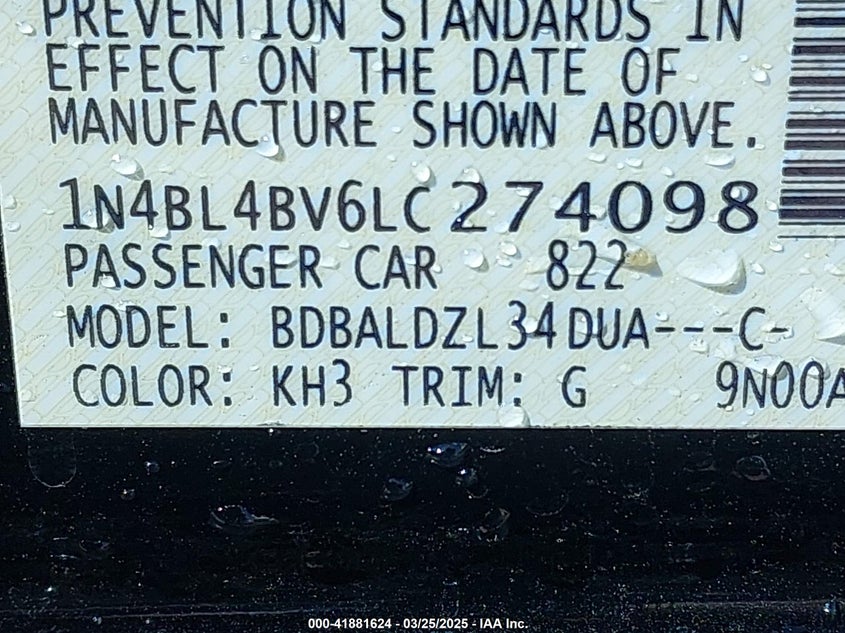 PREVENTION STANDARDS IN
EFFECT ON THE DATE OF
MANUFACTURE SHOWN ABOVE.
1N4BL4BV6LC274098
PASSENGER CAR 822
MODEL: BDBALDZL34DUA---C-
COLOR: KH3 TRIM: G 9N00A
000-41881624 - 03/25/2025 - IAA Inc.